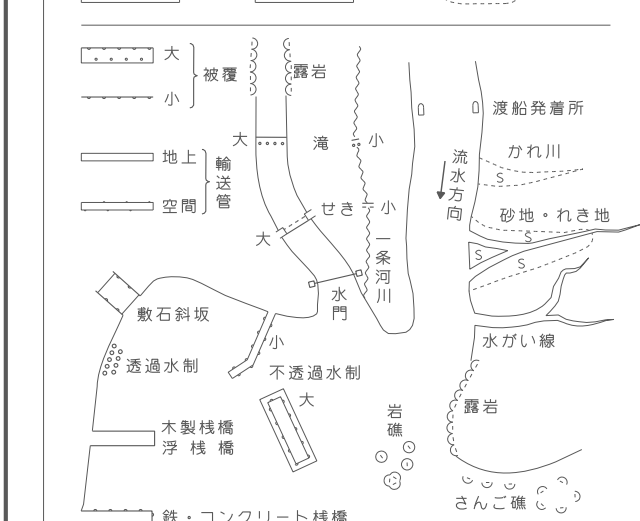 大
被覆
小
地上
輸送管
空間
露岩
大
滝
小
せき
小
大
一条河川
水門
渡船発着所
流水方向
かれ川
S
砂地・れき地
S
S
S
敷石斜坂
小
透過水制
不透過水制
大
水がい線
木製桟橋
浮桟橋
岩礁
露岩
さんご礁
鉄・コンクリート桟橋